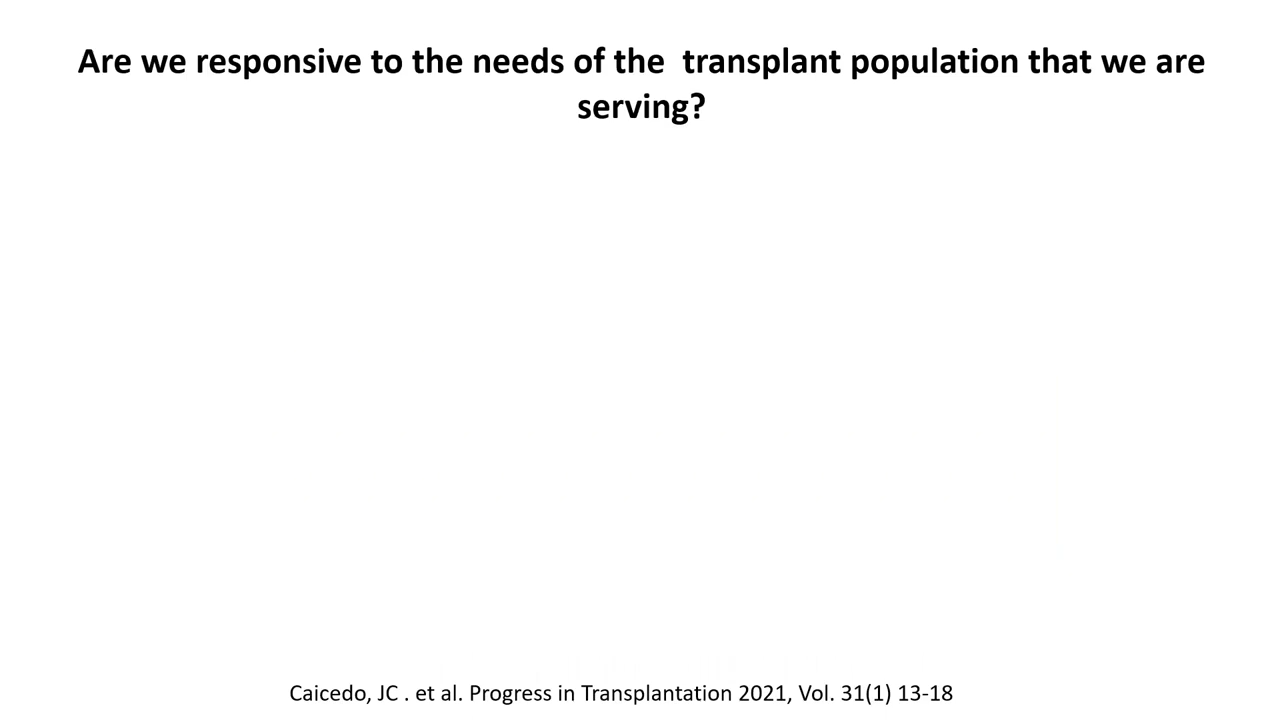 Are we responsive to the needs of the  transplant population that we are
serving?
Caicedo, JC . et al. Progress in Transplantation 2021, Vol. 31(1) 13-18